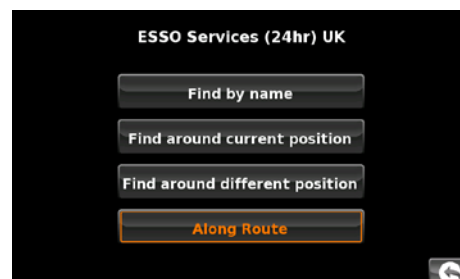 ESSO Services (24hr) UK
Find by name
Find around current position
Find around different position
Along Route